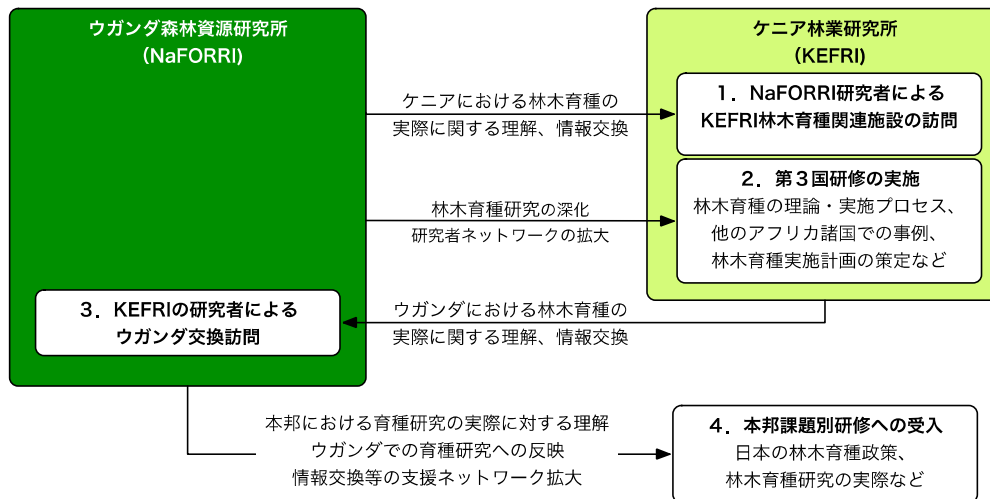 ウガンダ森林資源研究所
（NaFORRI）
ケニア林業研究所
（KEFRI）
ケニアにおける林木育種の
実際に関する理解、情報交換
1．NaFORRI研究者による
KEFRI林木育種関連施設の訪問
林木育種研究の深化
研究者ネットワークの拡大
2．第３国研修の実施
林木育種の理論・実施プロセス、
他のアフリカ諸国での事例、
林木育種実施計画の策定など
3．KEFRIの研究者による
ウガンダ交換訪問
ウガンダにおける林木育種の
実際に関する理解、情報交換
本邦における育種研究の実際に対する理解
ウガンダでの育種研究への反映
情報交換等の支援ネットワーク拡大
4．本邦課題別研修への受入
日本の林木育種政策、
林木育種研究の実際など